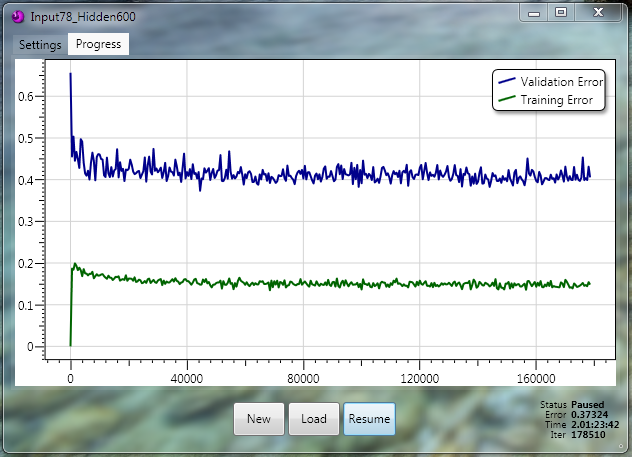 Input78_Hidden600
Settings Progress
Validation Error
Training Error
0.6
0.5
0.4
0.3
0.2
0.1
0
0 40000 80000 120000 160000
New Load Resume
Status Paused
Error 0.37324
Time 2.01:23:42
Iter 178510